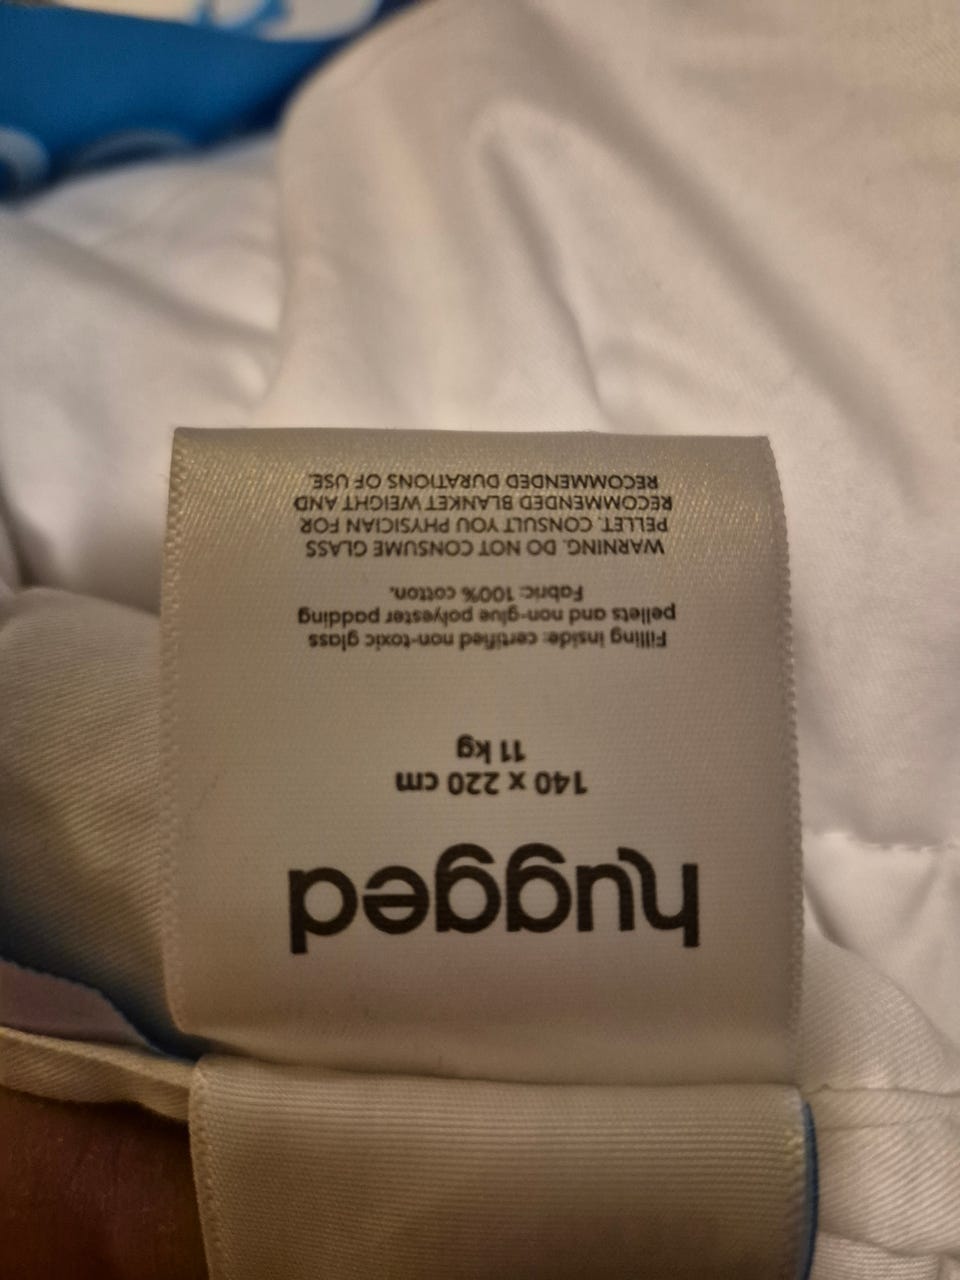 hugged
140 x 220 cm
11 kg
Filling inside: certified non-toxic glass
pellets and non-glue polyester padding
Fabric: 100% cotton.
WARNING. DO NOT CONSUME GLASS
PELLET. CONSULT YOU PHYSICIAN FOR
RECOMMENDED BLANKET WEIGHT AND
RECOMMENDED DURATIONS OF USE.